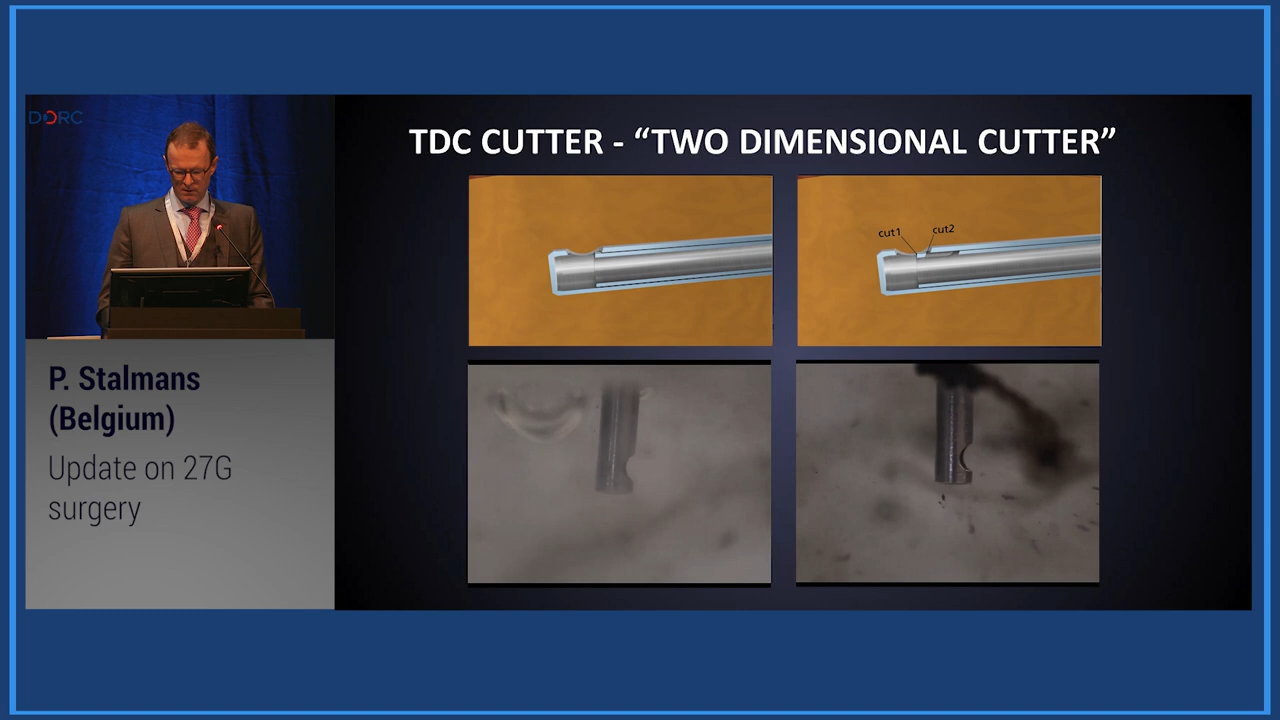 DORC
TDC CUTTER - “TWO DIMENSIONAL CUTTER”
cut1
cut2
P. Stalmans
(Belgium)
Update on 27G
surgery